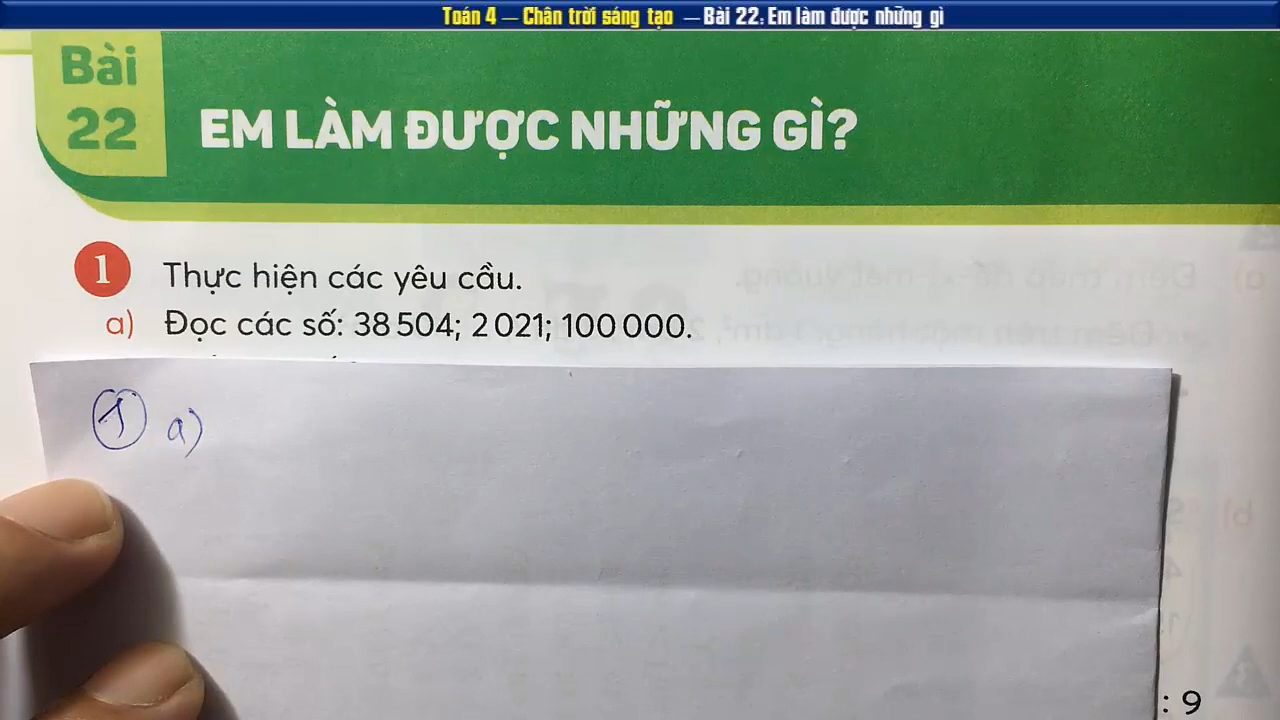 Toán 4 – Chân trời sáng tạo – Bài 22: Em làm được những gì
Bài
22
EM LÀM ĐƯỢC NHỮNG GÌ?
1 Thực hiện các yêu cầu.
a) Đọc các số: 38 504; 2 021; 100 000.
1 a)
: 9